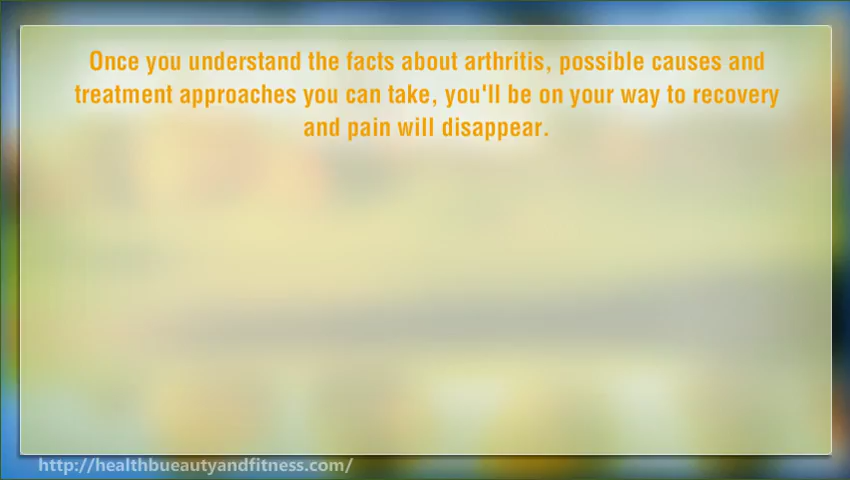 Once you understand the facts about arthritis, possible causes and
treatment approaches you can take, you'll be on your way to recovery
and pain will disappear.
http://healthbueautyandfitness.com/